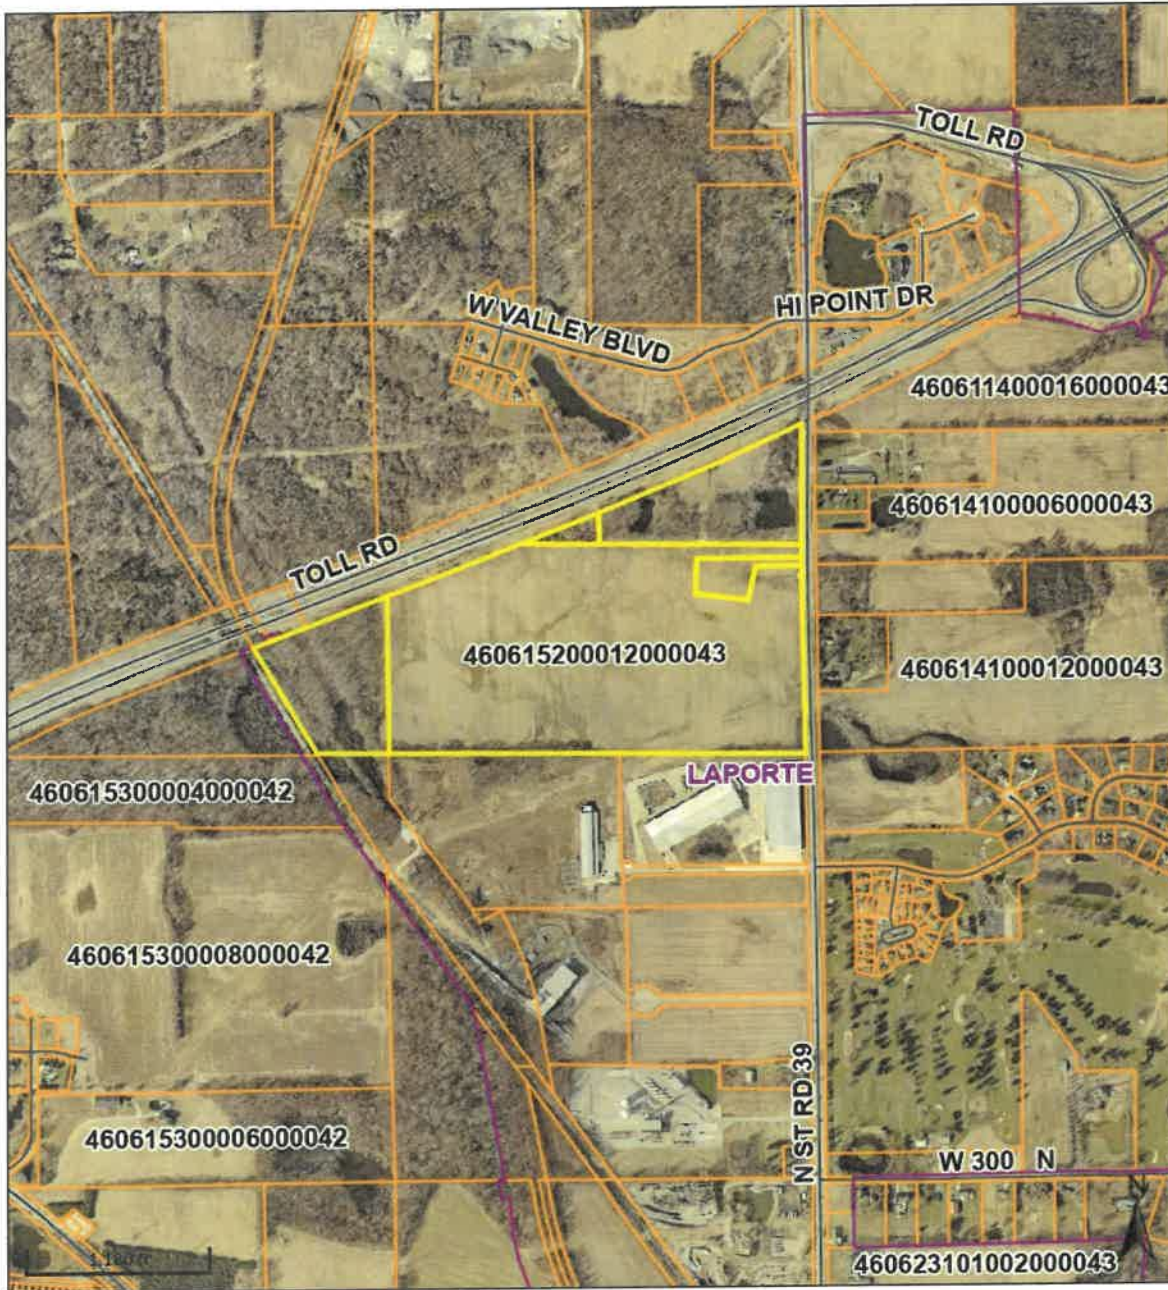 TOLL RD
HI POINT DR
W VALLEY BLVD
460611400016000043
460614100006000043
TOLL RD
460615200012000043
460614100012000043
LAPORTE
460615300004000042
460615300008000042
N ST RD 39
460615300006000042
W 300 N
460623101002000043